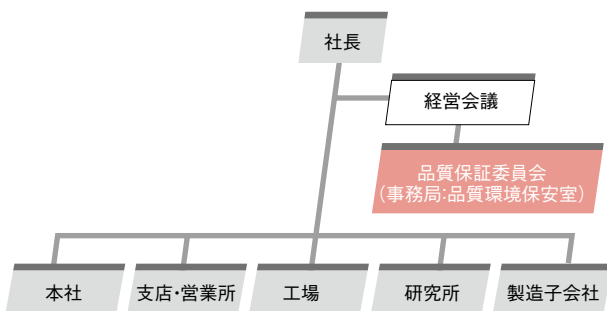 社長
経営会議
品質保証委員会
（事務局:品質環境保安室）
本社
支店・営業所
工場
研究所
製造子会社